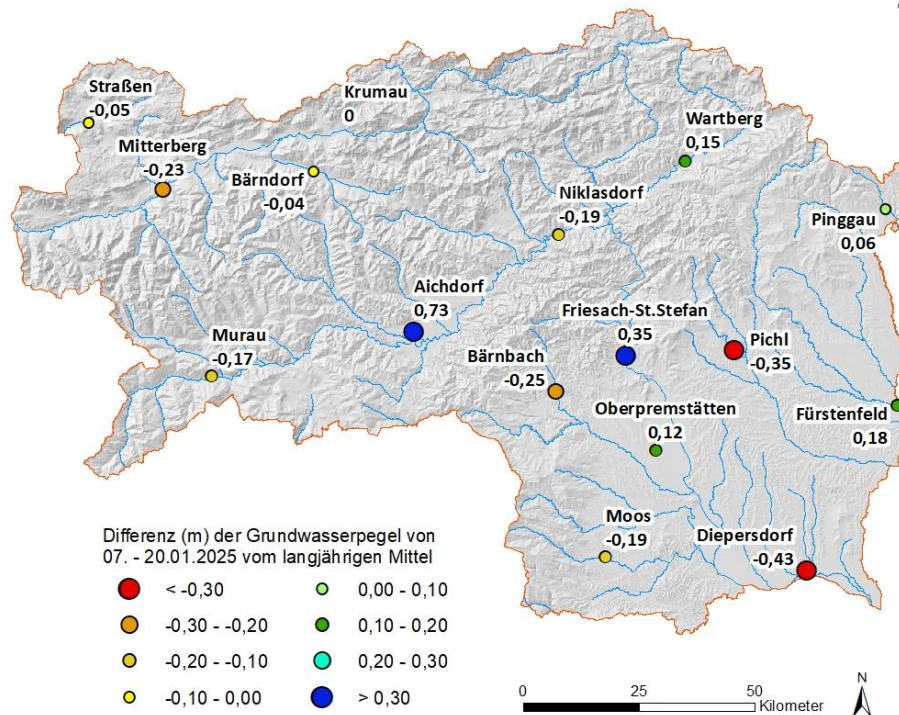 Straßen
-0,05
Krumau
0
Wartberg
0,15
Mitterberg
-0,23
Bärndorf
-0,04
Niklasdorf
-0,19
Pinggau
0,06
Aichdorf
0,73
Friesach-St.Stefan
0,35
Murau
-0,17
Pichl
-0,35
Bärnbach
-0,25
Oberpremstätten
0,12
Fürstenfeld
0,18
Moos
-0,19
Diepersdorf
-0,43
Differenz (m) der Grundwasserpegel von
07. - 20.01.2025 vom langjährigen Mittel
< -0,30
-0,30 - -0,20
-0,20 - -0,10
-0,10 - 0,00
0,00 - 0,10
0,10 - 0,20
0,20 - 0,30
> 0,30
0 25 50
Kilometer
N